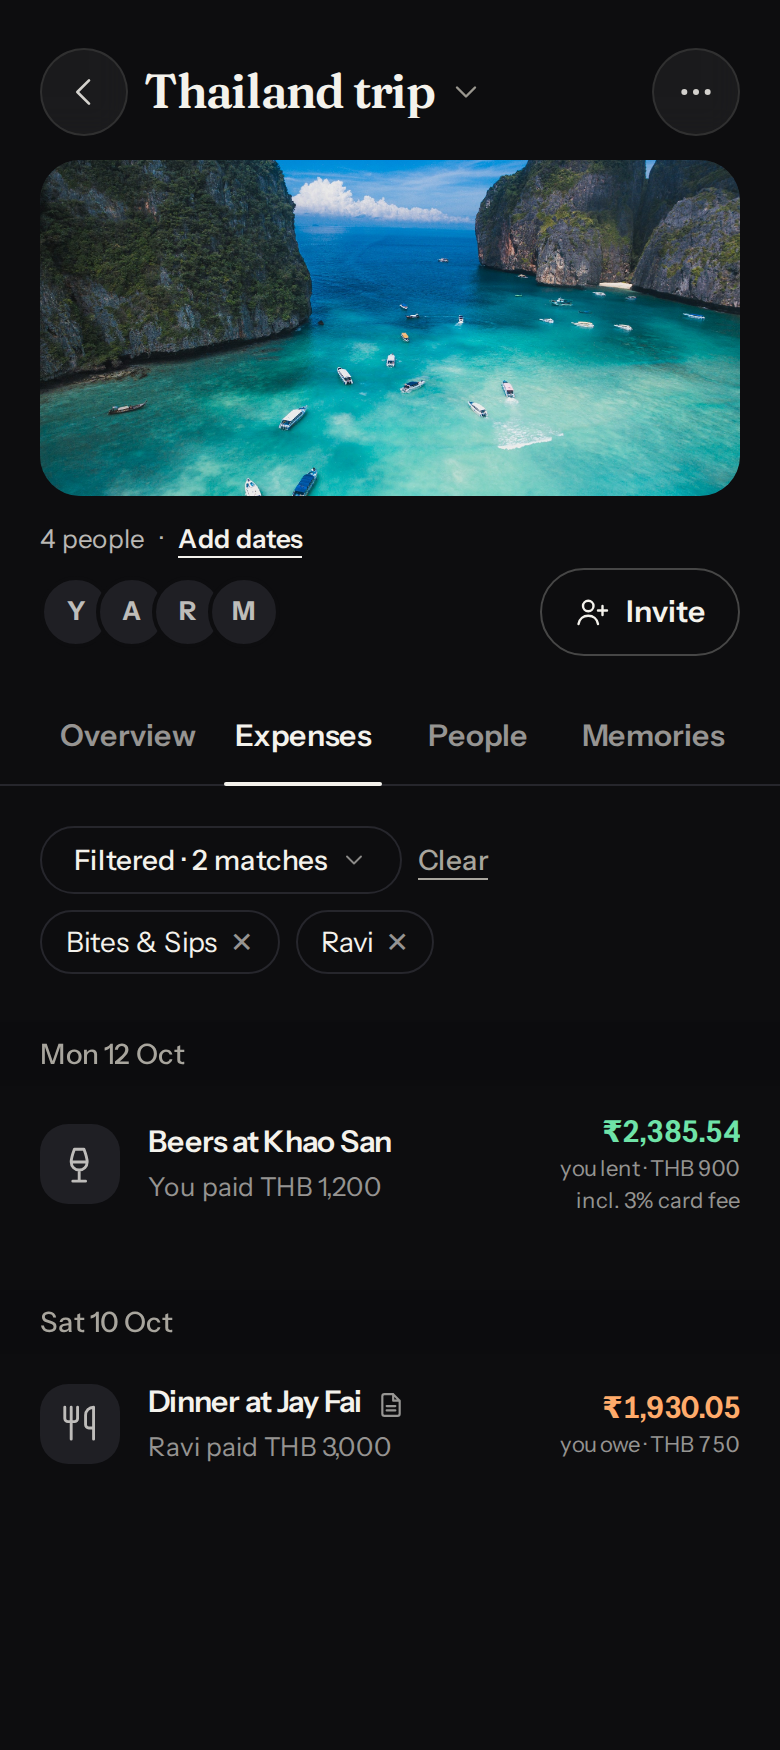 Thailand trip
4 people · Add dates
Y A R M
Invite
Overview Expenses People Memories
Filtered · 2 matches
Clear
Bites & Sips ✕
Ravi ✕
Mon 12 Oct
Beers at Khao San
You paid THB 1,200
₹2,385.54
you lent · THB 900
incl. 3% card fee
Sat 10 Oct
Dinner at Jay Fai
Ravi paid THB 3,000
₹1,930.05
you owe · THB 750